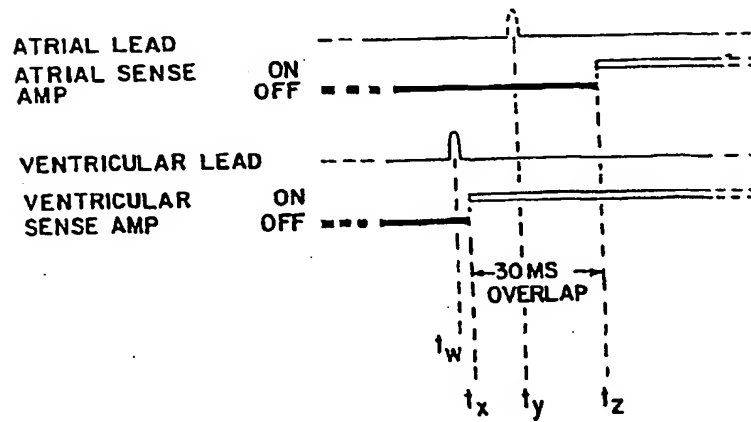 ATRIAL LEAD
ATRIAL SENSE ON
AMP OFF
VENTRICULAR LEAD
VENTRICULAR ON
SENSE AMP OFF
30 MS
OVERLAP
tw
tx ty tz